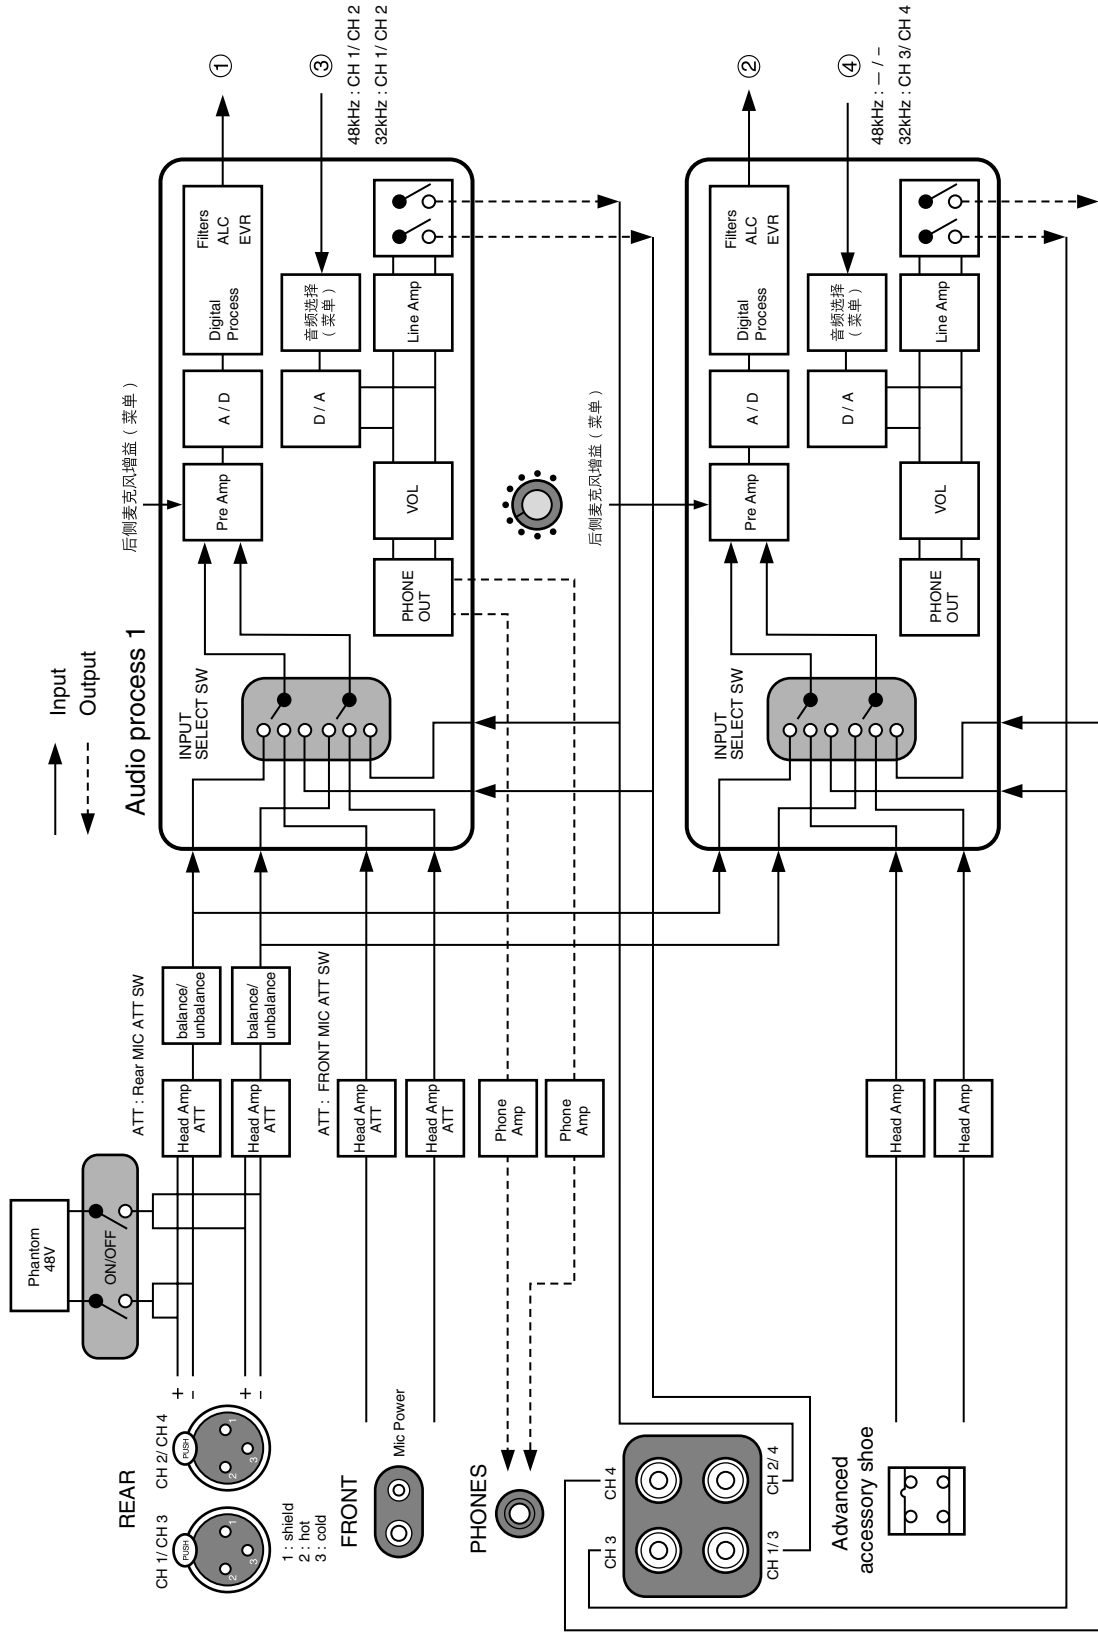 Input
Output
Audio process 1
Phantom
48V
ON/OFF
REAR
CH 1/ CH 3
CH 2/ CH 4
PUSH
PUSH
1
2
3
1
2
3
1 : shield
2 : hot
3 : cold
+
−
+
−
ATT : Rear MIC ATT SW
Head Amp
ATT
balance/
unbalance
Head Amp
ATT
balance/
unbalance
INPUT
SELECT SW
后侧麦克风增益（菜单）
Pre Amp
A / D
Digital
Process
Filters
ALC
EVR
①
D / A
音频选择
（菜单）
③
48kHz : CH 1/ CH 2
32kHz : CH 1/ CH 2
PHONE
OUT
VOL
Line Amp
FRONT
Mic Power
ATT : FRONT MIC ATT SW
Head Amp
ATT
Head Amp
ATT
PHONES
Phone
Amp
Phone
Amp
CH 3
CH 4
CH 1/ 3
CH 2/ 4
后侧麦克风增益（菜单）
INPUT
SELECT SW
Pre Amp
A / D
Digital
Process
Filters
ALC
EVR
②
D / A
音频选择
（菜单）
④
48kHz : — / –
32kHz : CH 3/ CH 4
PHONE
OUT
VOL
Line Amp
Advanced
accessory shoe
Head Amp
Head Amp